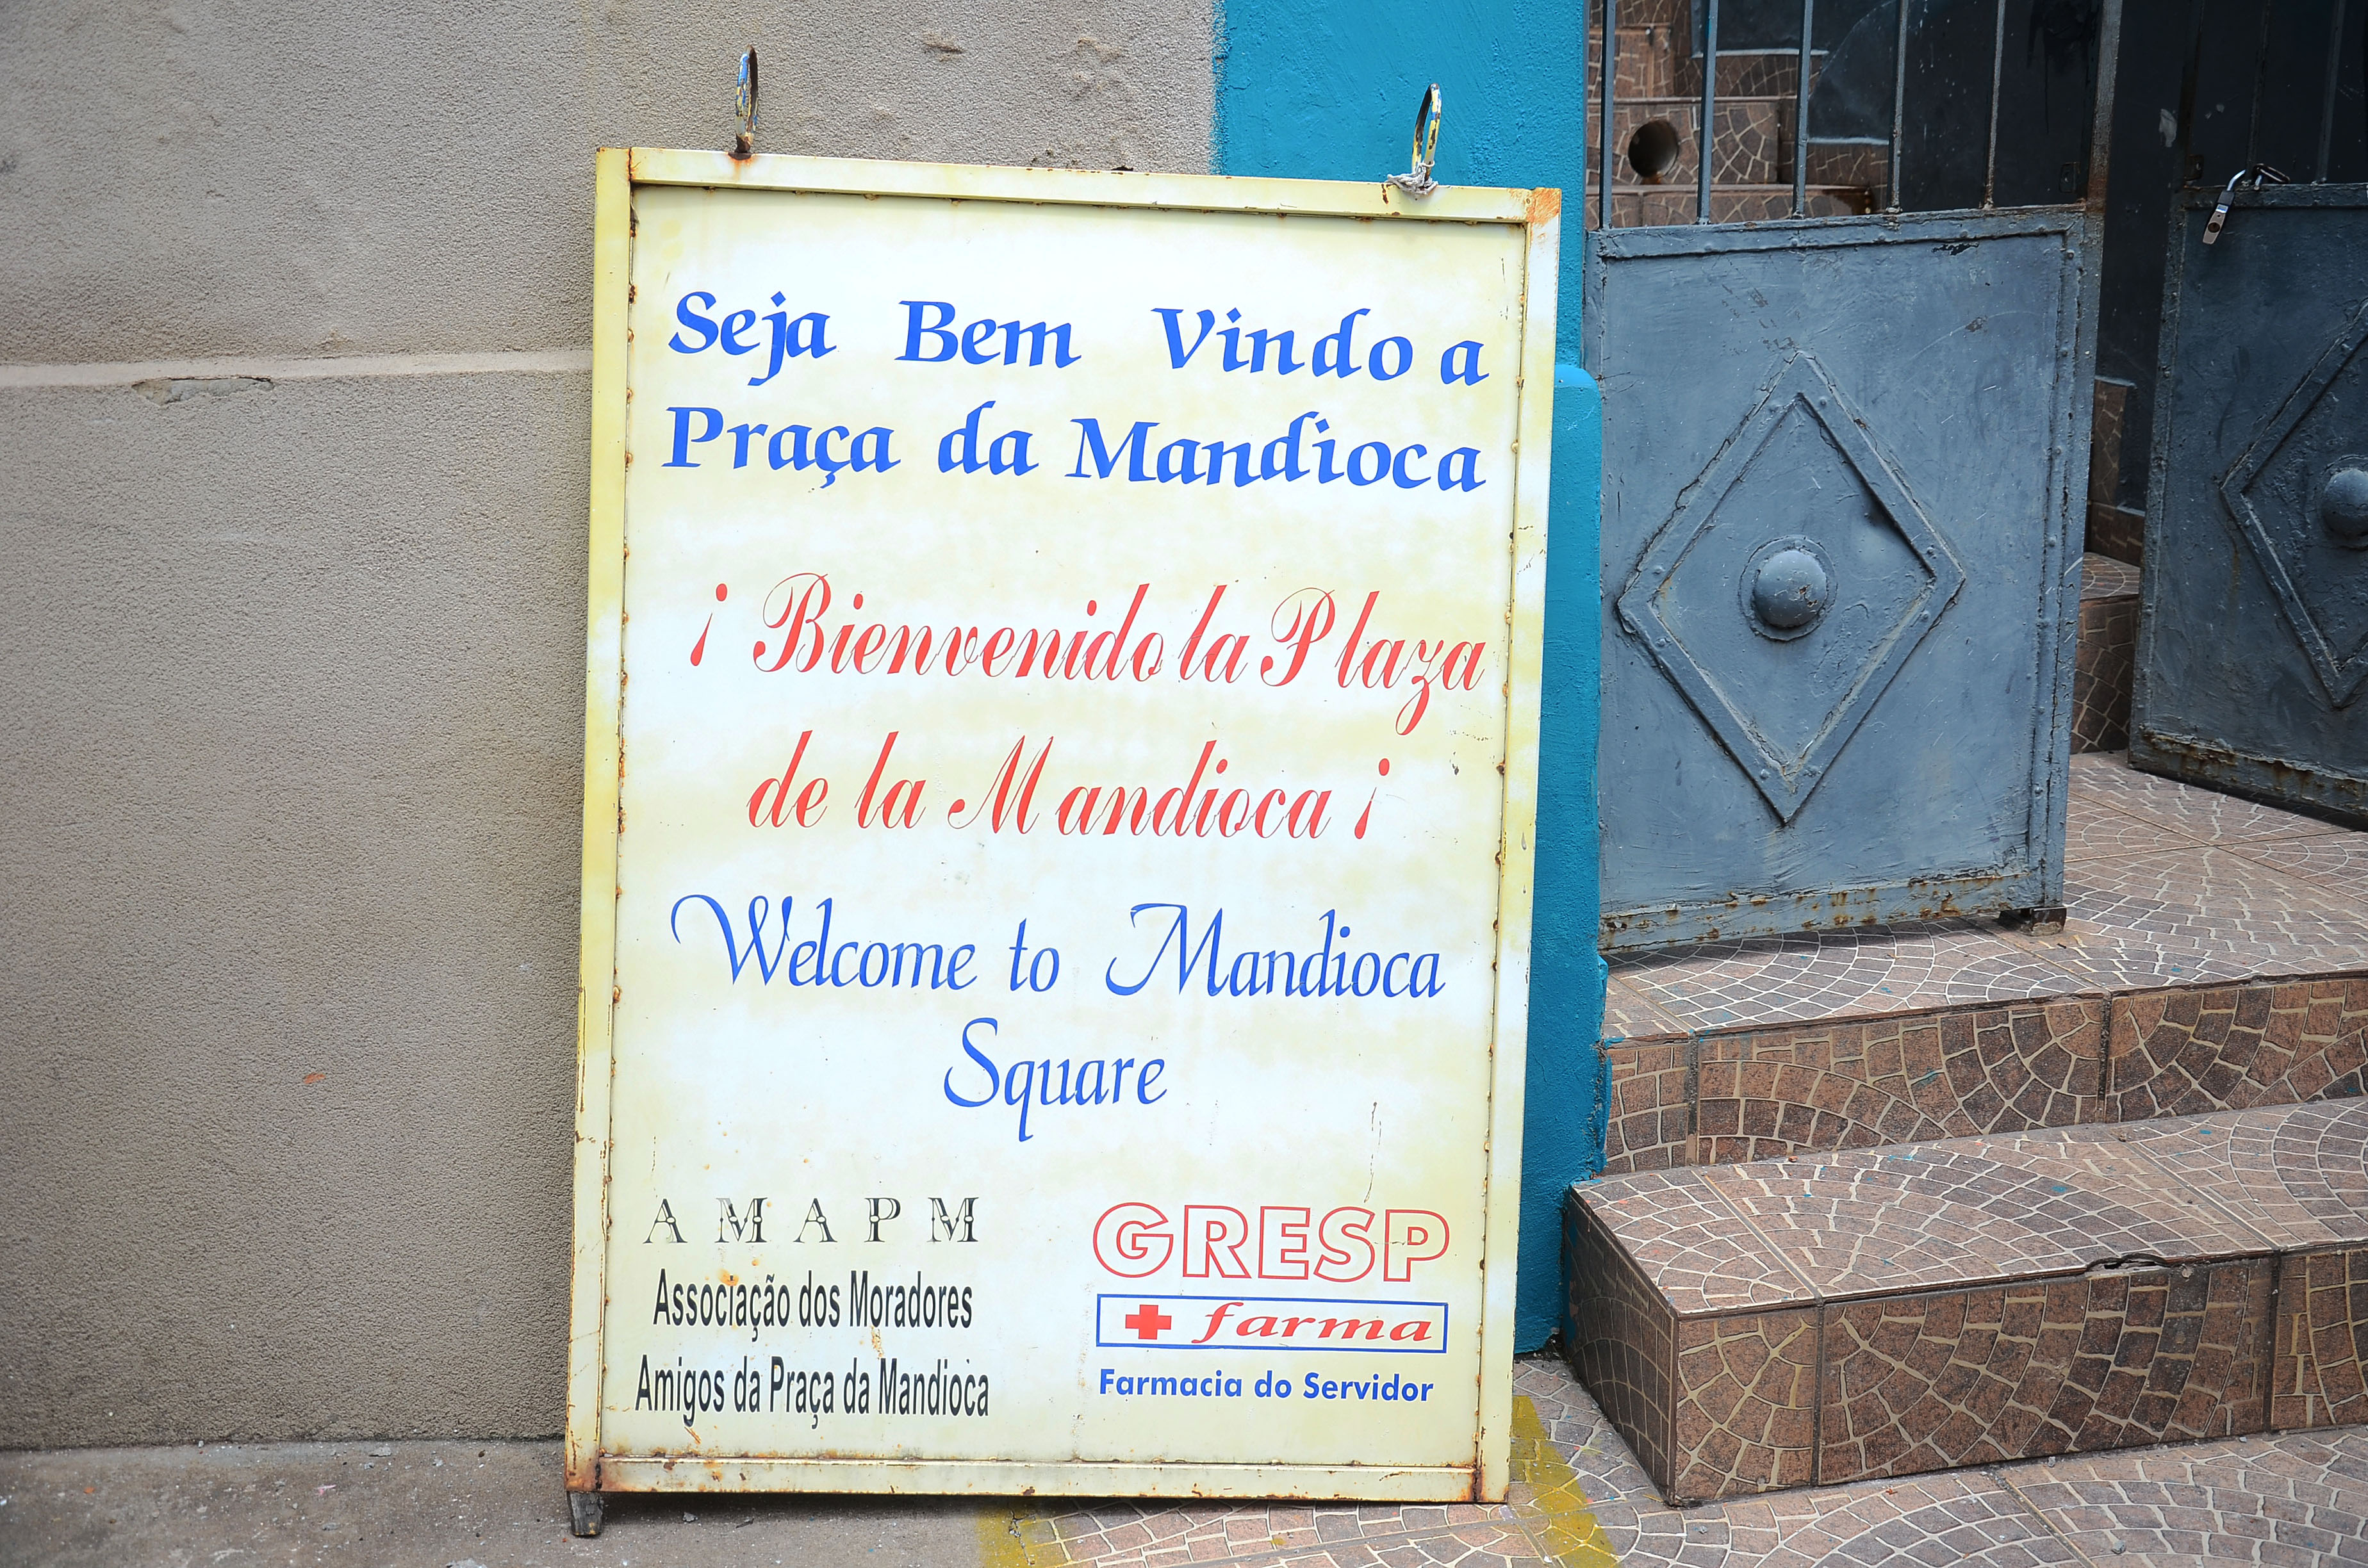 Seja Bem Vindo a
Praça da Mandioca
¡ Bienvenido la Plaza
de la Mandioca ¡
Welcome to Mandioca
Square
A M A P M
Associação dos Moradores
Amigos da Praça da Mandioca
GRESP
farma
Farmacia do Servidor